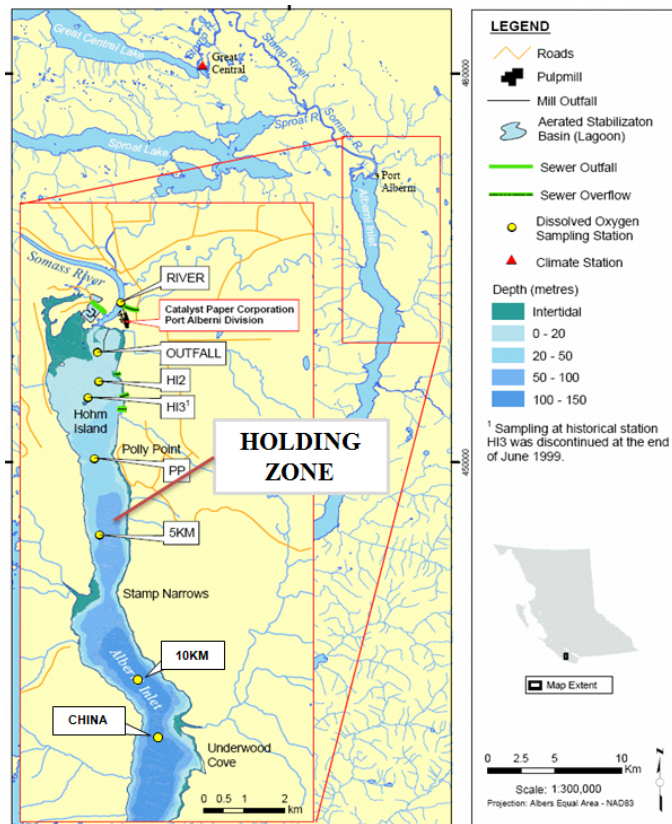 Great Central Lake
Stamp R.
Great
Central
Stamp River
Sproat Lake
Sproat R.
Somass R.
Port
Alberni
Alberni Inlet
460000
450000
Somass River
RIVER
Catalyst Paper Corporation
Port Alberni Division
OUTFALL
HI2
HI3¹
Hohm
Island
Polly Point
PP
HOLDING
ZONE
5KM
Stamp Narrows
10KM
Alberni Inlet
CHINA
Underwood
Cove
0 0.5 1 2
km
LEGEND
Roads
Pulpmill
Mill Outfall
Aerated Stabilizaton
Basin (Lagoon)
Sewer Outfall
Sewer Overflow
Dissolved Oxygen
Sampling Station
Climate Station
Depth (metres)
Intertidal
0 - 20
20 - 50
50 - 100
100 - 150
¹ Sampling at historical station
HI3 was discontinued at the end
of June 1999.
Map Extent
0 2.5 5 10
Km
Scale: 1:300,000
Projection: Albers Equal Area - NAD83
N